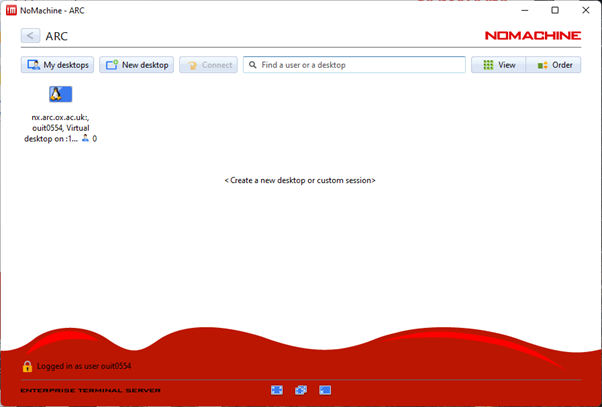 NoMachine - ARC
< ARC
NOMACHINE
My desktops New desktop Connect Find a user or a desktop View Order
nx.arc.ox.ac.uk:,
ouit0554, Virtual
desktop on :1... 0
<Create a new desktop or custom session>
Logged in as user ouit0554
ENTERPRISE TERMINAL SERVER